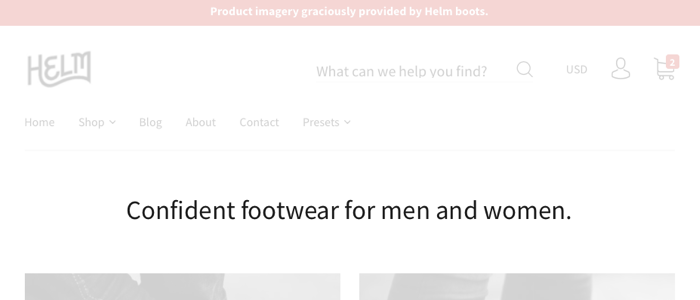 Product imagery graciously provided by Helm boots.
HELM
What can we help you find?
USD
2
Home Shop Blog About Contact Presets
Confident footwear for men and women.